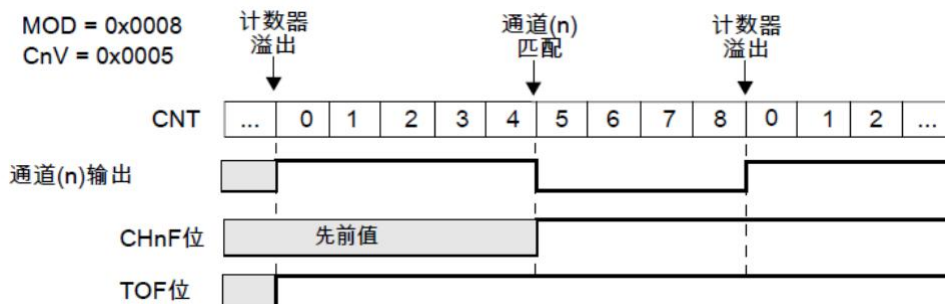 MOD = 0x0008
CnV = 0x0005
计数器
溢出
通道(n)
匹配
计数器
溢出
CNT ... 0 1 2 3 4 5 6 7 8 0 1 2 ...
通道(n)输出
CHnF位 先前值
TOF位